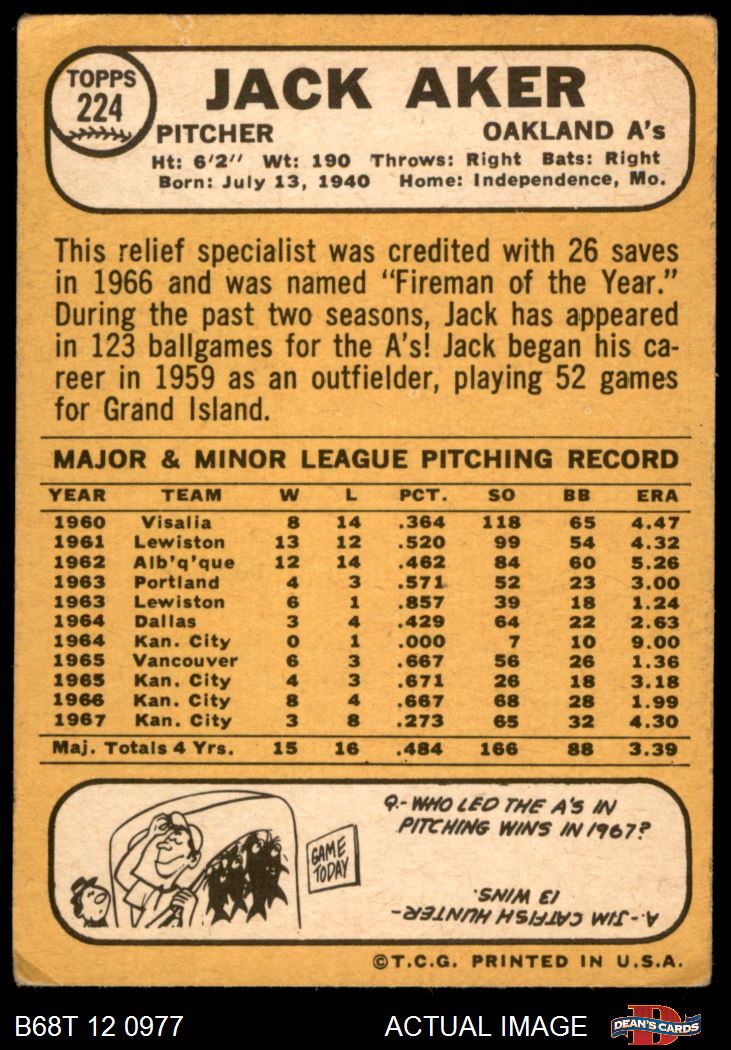 TOPPS
224
JACK AKER
PITCHER OAKLAND A's
Ht: 6'2" Wt: 190 Throws: Right Bats: Right
Born: July 13, 1940 Home: Independence, Mo.
This relief specialist was credited with 26 saves
in 1966 and was named "Fireman of the Year."
During the past two seasons, Jack has appeared
in 123 ballgames for the A's! Jack began his ca-
reer in 1959 as an outfielder, playing 52 games
for Grand Island.
MAJOR & MINOR LEAGUE PITCHING RECORD
YEAR TEAM W L PCT. SO BB ERA
1960 Visalia 8 14 .364 118 65 4.47
1961 Lewiston 13 12 .520 99 54 4.32
1962 Alb'q'que 12 14 .462 84 60 5.26
1963 Portland 4 3 .571 52 23 3.00
1963 Lewiston 6 1 .857 39 18 1.24
1964 Dallas 3 4 .429 64 22 2.63
1964 Kan. City 0 1 .000 7 10 9.00
1965 Vancouver 6 3 .667 56 26 1.36
1965 Kan. City 4 3 .671 26 18 3.18
1966 Kan. City 8 4 .667 68 28 1.99
1967 Kan. City 3 8 .273 65 32 4.30
Maj. Totals 4 Yrs. 15 16 .484 166 88 3.39
GAME
TODAY
Q.- WHO LED THE A'S IN
PITCHING WINS IN 1967?
A.- JIM CATFISH HUNTER-
13 WINS.
©T.C.G. PRINTED IN U.S.A.
B68T 12 0977 ACTUAL IMAGE
D
DEAN'S CARDS